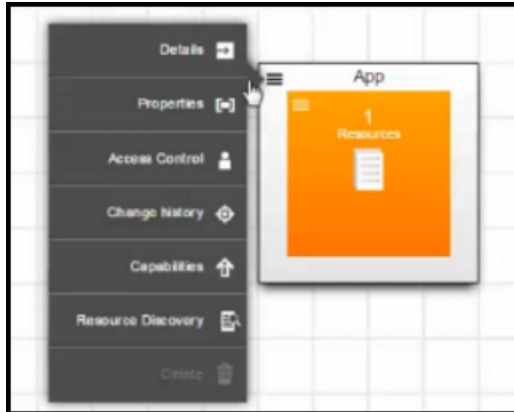 Details
Properties
Access Control
Change history
Capabilities
Resource Discovery
Delete
App
1
Resources